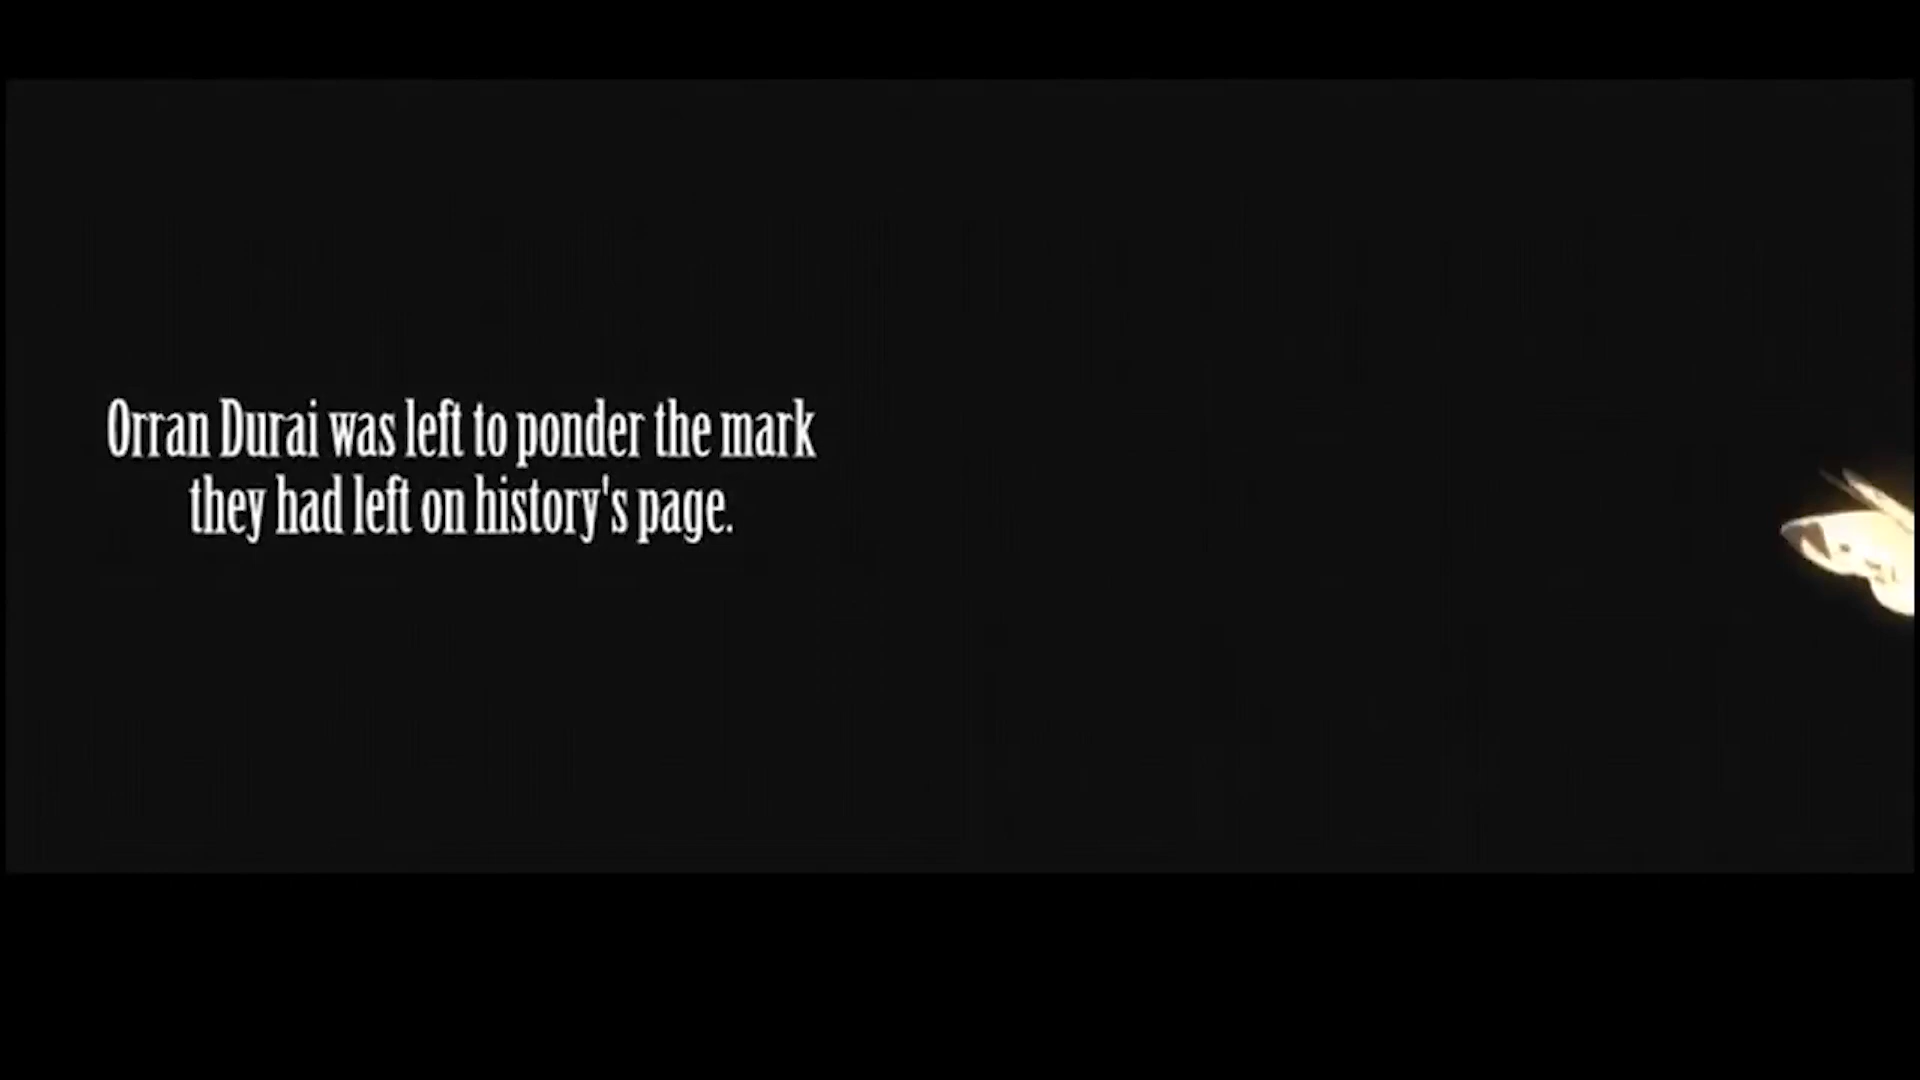 Orran Durai was left to ponder the mark
they had left on history's page.